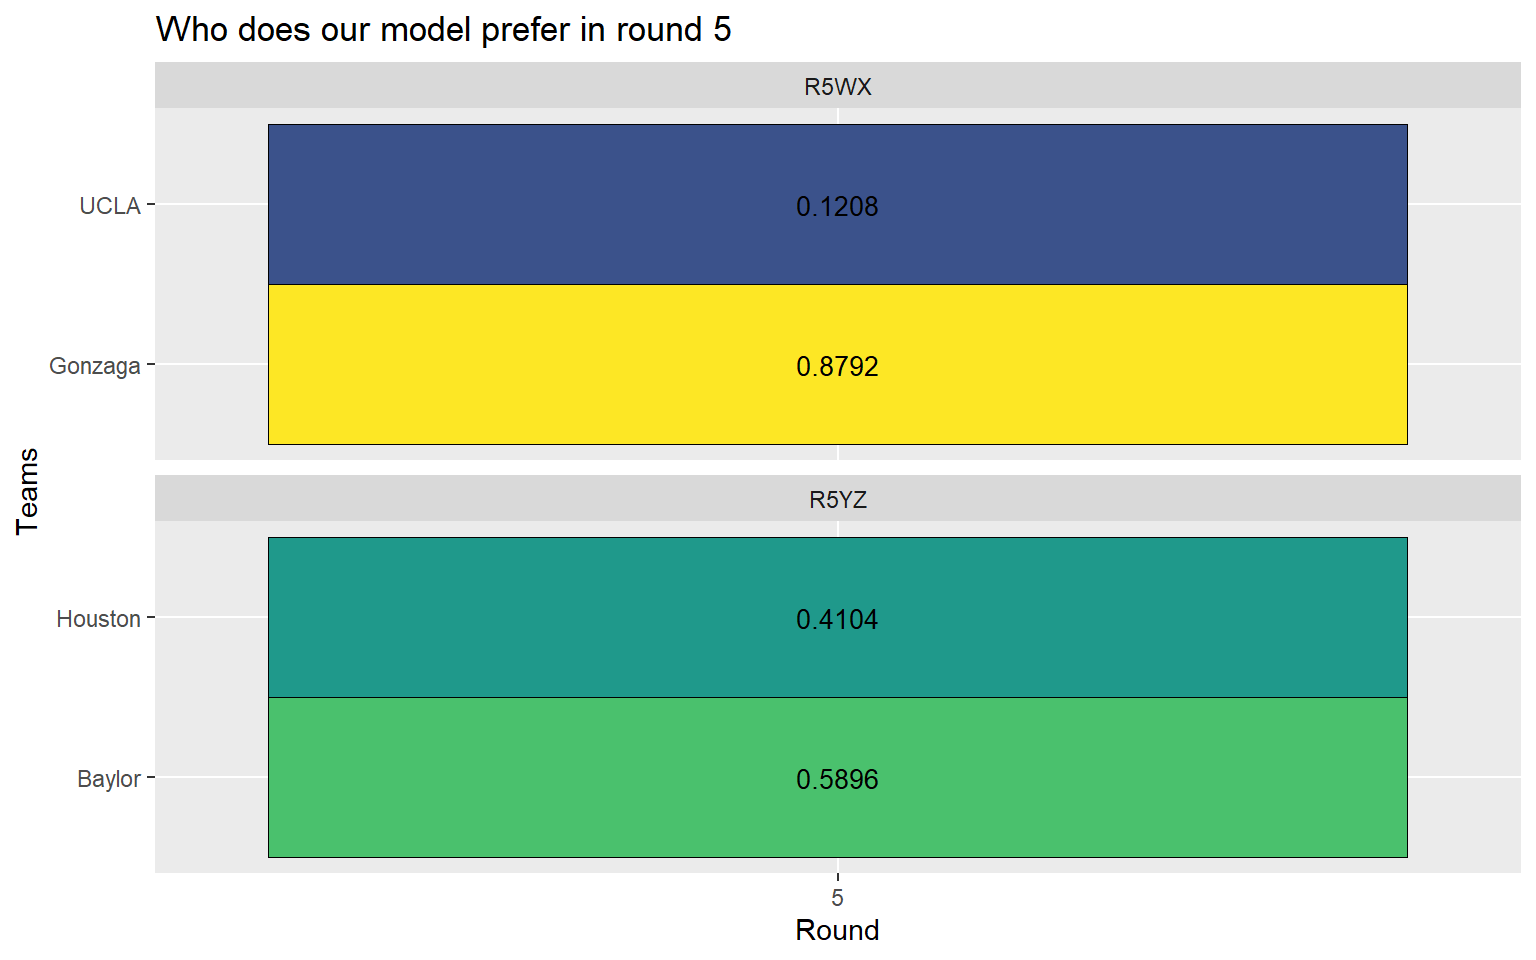 Who does our model prefer in round 5
R5WX
UCLA
0.1208
Gonzaga
0.8792
Teams
R5YZ
Houston
0.4104
Baylor
0.5896
5
Round